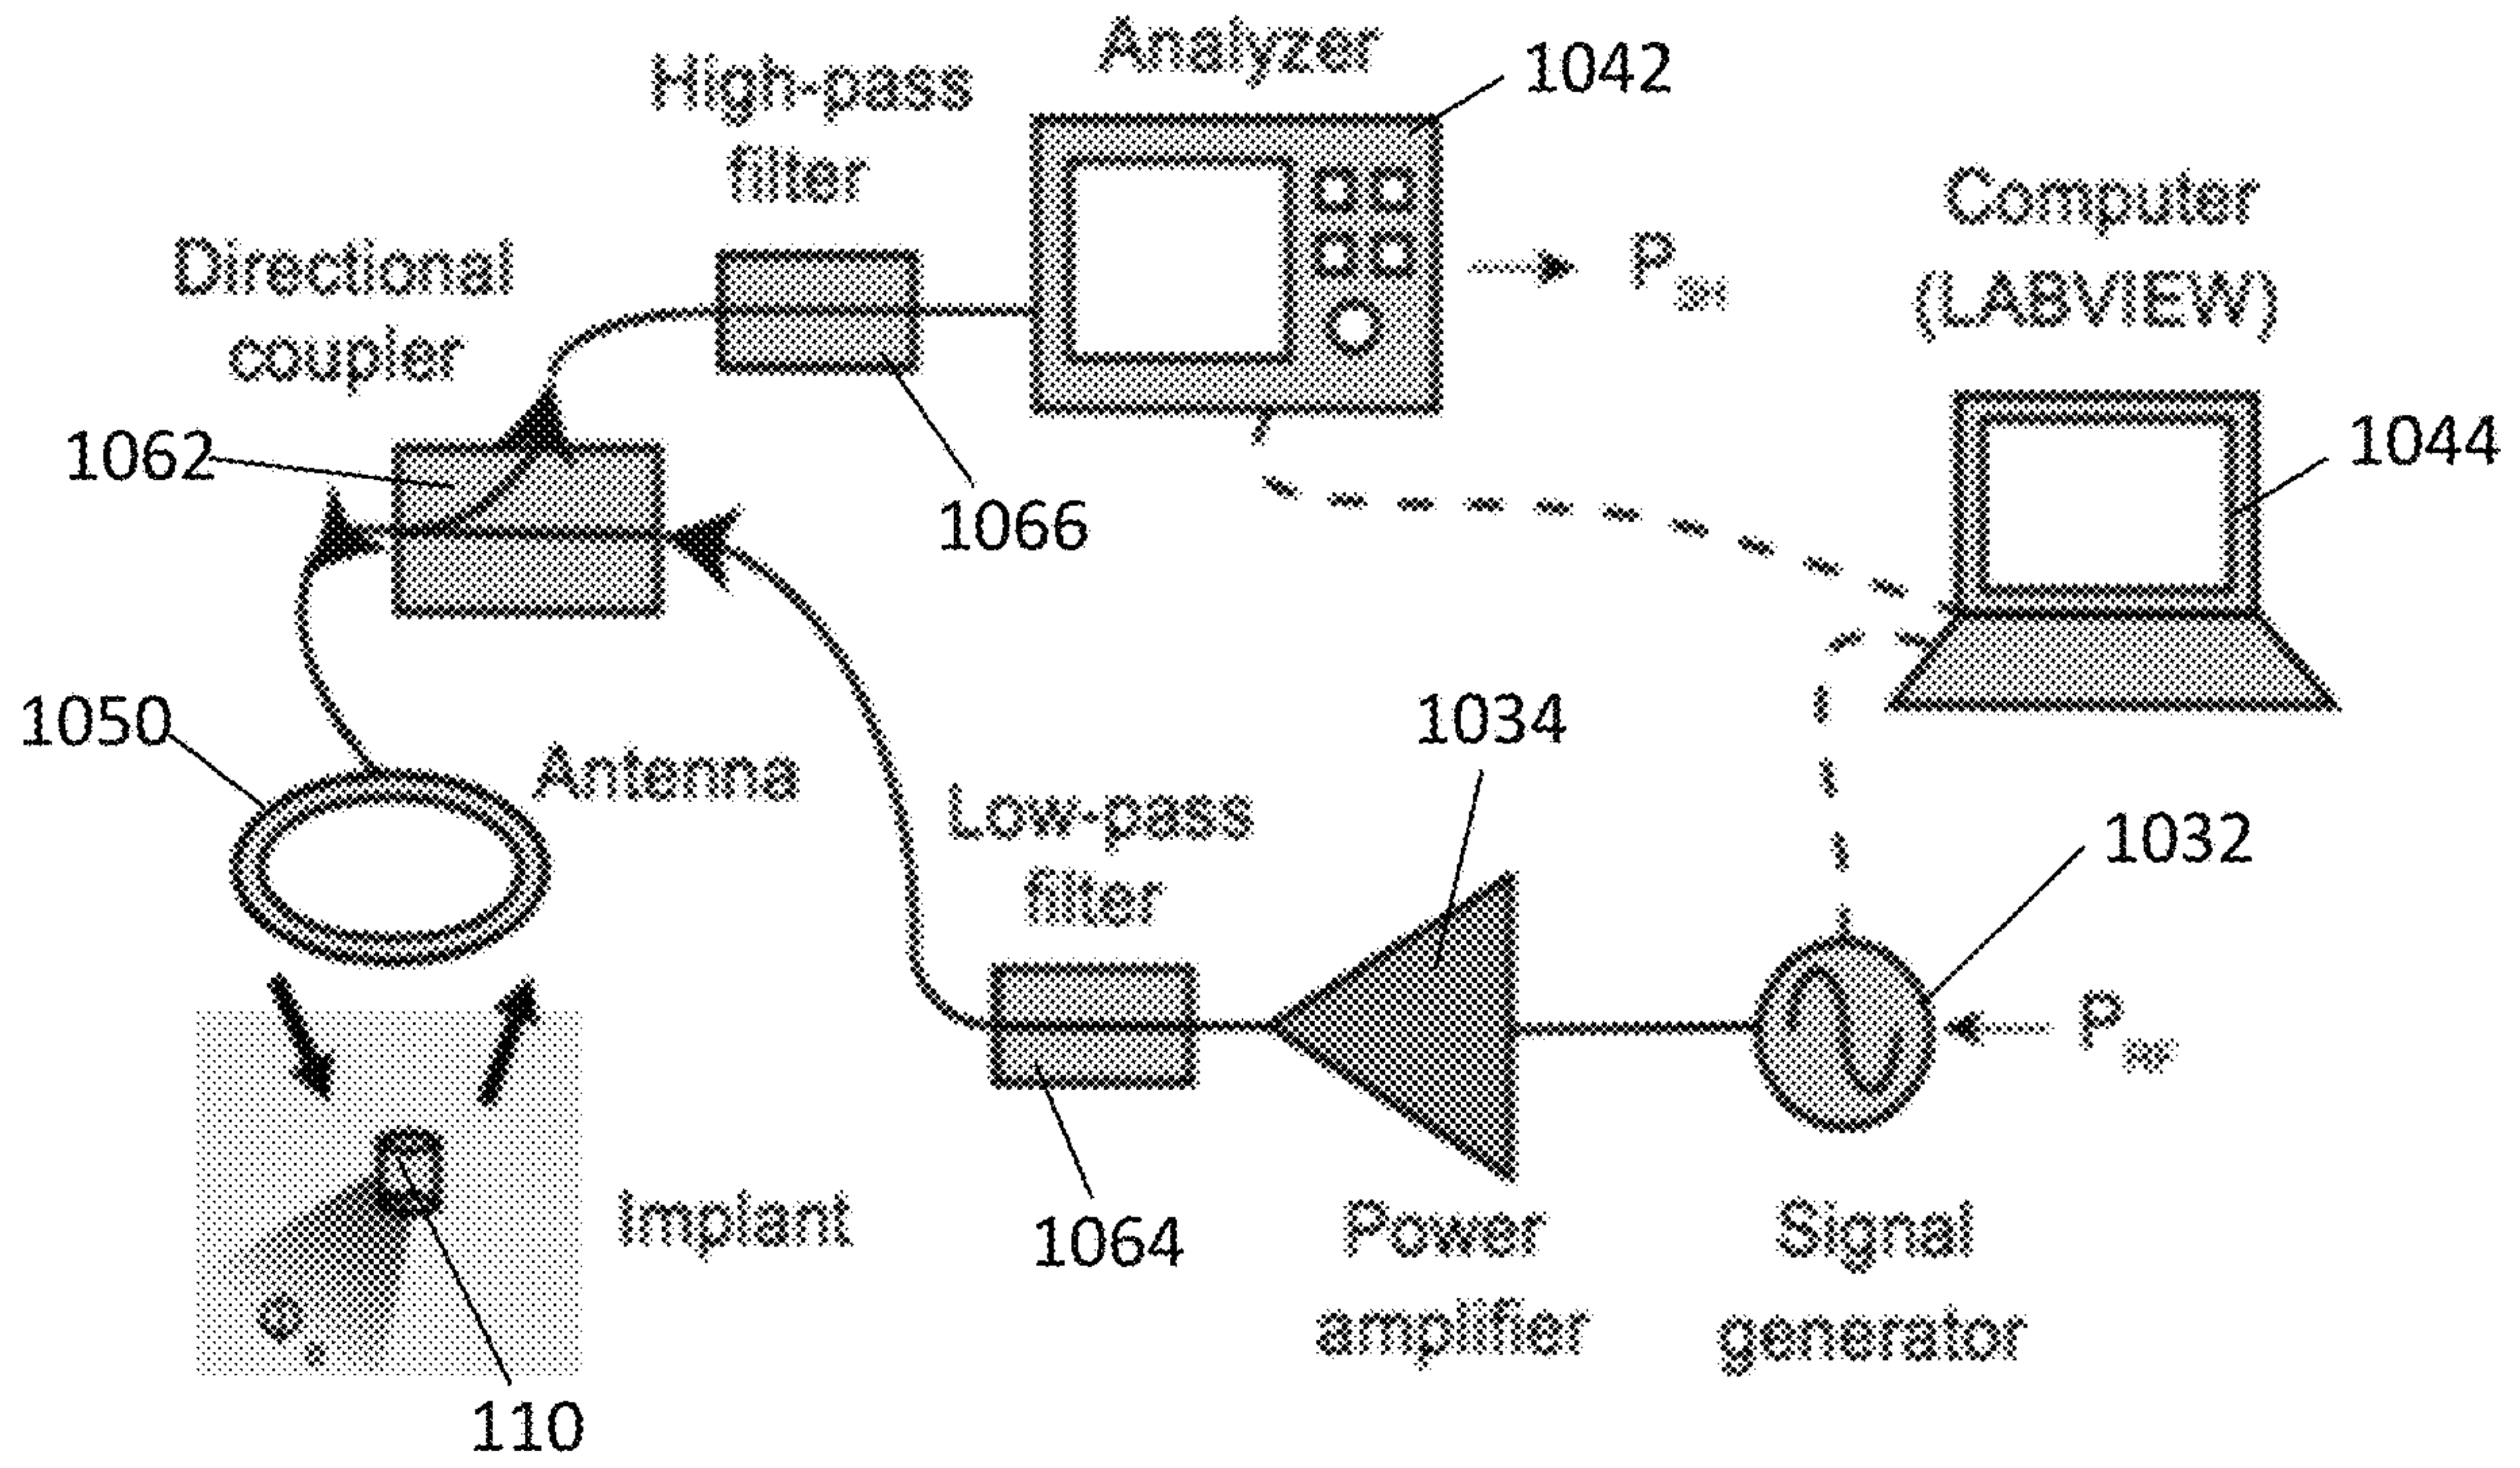 Analyzer
1042
High-pass
filter
Computer
(LABVIEW)
Directional
coupler
P
1062
1044
1066
1050
Antenna
1034
Low-pass
filter
1032
P
Implant
1064
Power
amplifier
Signal
generator
110